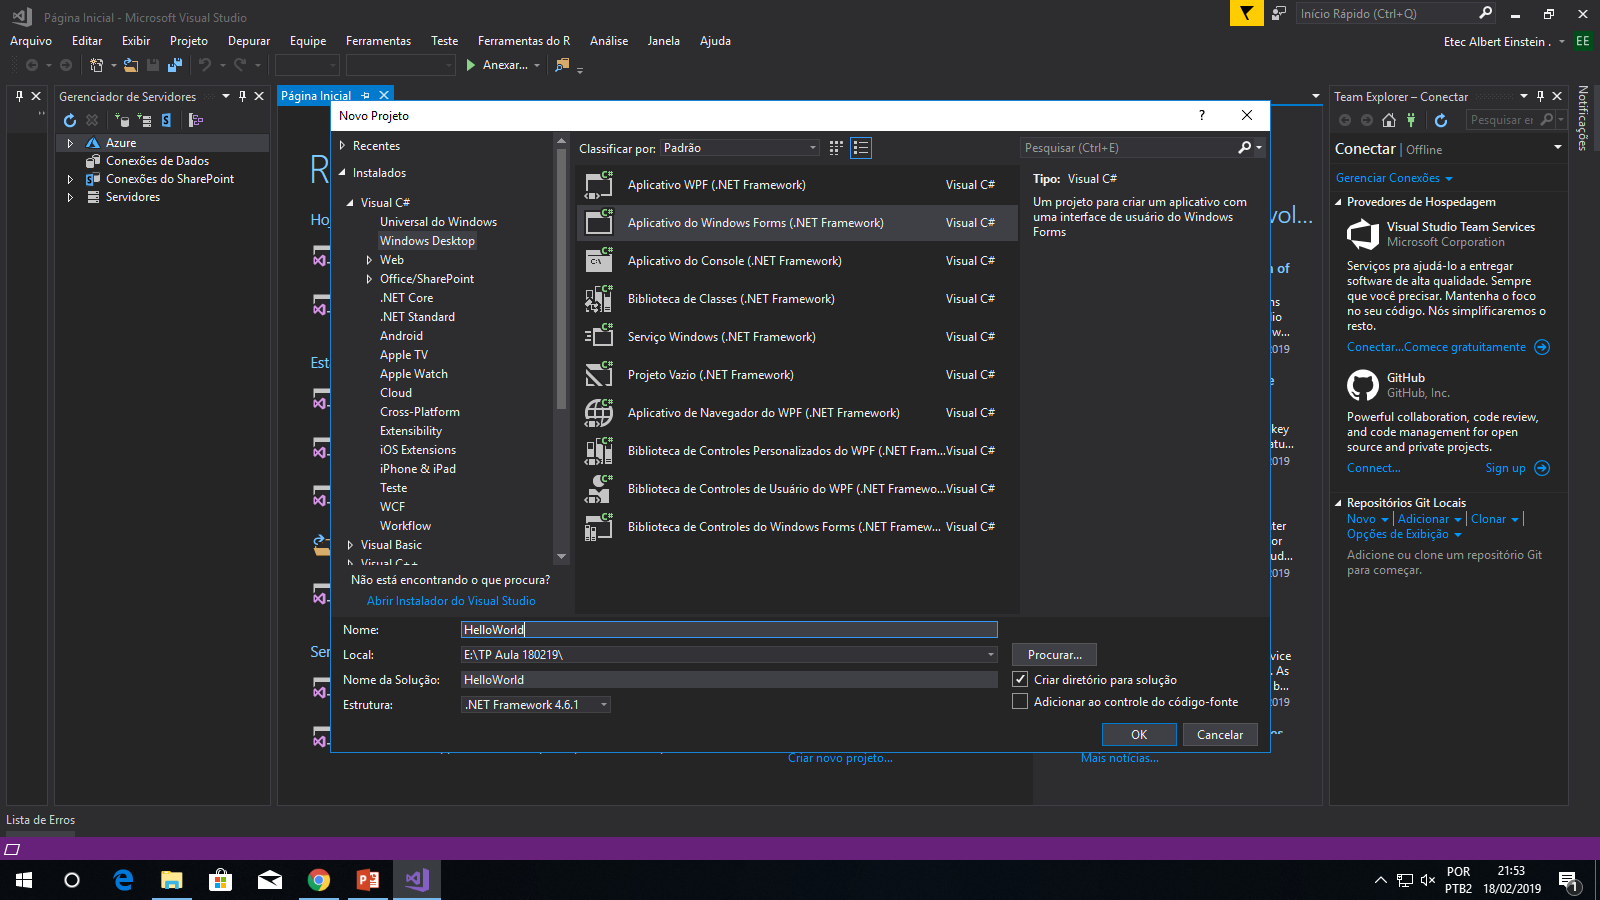 Página Inicial - Microsoft Visual Studio
Início Rápido (Ctrl+Q)
Arquivo Editar Exibir Projeto Depurar Equipe Ferramentas Teste Ferramentas do R Análise Janela Ajuda
Etec Albert Einstein . EE
Anexar...
Gerenciador de Servidores
Azure
Conexões de Dados
Conexões do SharePoint
Servidores
Página Inicial
Novo Projeto
?
Recentes
Instalados
Visual C#
Universal do Windows
Windows Desktop
Web
Office/SharePoint
.NET Core
.NET Standard
Android
Apple TV
Apple Watch
Cloud
Cross-Platform
Extensibility
iOS Extensions
iPhone & iPad
Teste
WCF
Workflow
Visual Basic
Visual C++
Não está encontrando o que procura?
Abrir Instalador do Visual Studio
Classificar por: Padrão
Pesquisar (Ctrl+E)
Aplicativo WPF (.NET Framework) Visual C#
Aplicativo do Windows Forms (.NET Framework) Visual C#
Aplicativo do Console (.NET Framework) Visual C#
Biblioteca de Classes (.NET Framework) Visual C#
Serviço Windows (.NET Framework) Visual C#
Projeto Vazio (.NET Framework) Visual C#
Aplicativo de Navegador do WPF (.NET Framework) Visual C#
Biblioteca de Controles Personalizados do WPF (.NET Fram... Visual C#
Biblioteca de Controles de Usuário do WPF (.NET Framewo... Visual C#
Biblioteca de Controles do Windows Forms (.NET Framew... Visual C#
Tipo: Visual C#
Um projeto para criar um aplicativo com
uma interface de usuário do Windows
Forms
Nome: HelloWorld
Local: E:\TP Aula 180219\
Procurar...
Nome da Solução: HelloWorld
Criar diretório para solução
Estrutura: .NET Framework 4.6.1
Adicionar ao controle do código-fonte
OK Cancelar
Criar novo projeto...
Mais notícias...
Team Explorer – Conectar
Pesquisar er
Conectar | Offline
Gerenciar Conexões
Provedores de Hospedagem
Visual Studio Team Services
Microsoft Corporation
Serviços pra ajudá-lo a entregar
software de alta qualidade. Sempre
que você precisar. Mantenha o foco
no seu código. Nós simplificaremos o
resto.
Conectar... Comece gratuitamente
GitHub
GitHub, Inc.
Powerful collaboration, code review,
and code management for open
source and private projects.
Connect... Sign up
Repositórios Git Locais
Novo | Adicionar | Clonar |
Opções de Exibição
Adicione ou clone um repositório Git
para começar.
Notificações
Lista de Erros
POR
PTB2
21:53
18/02/2019
1